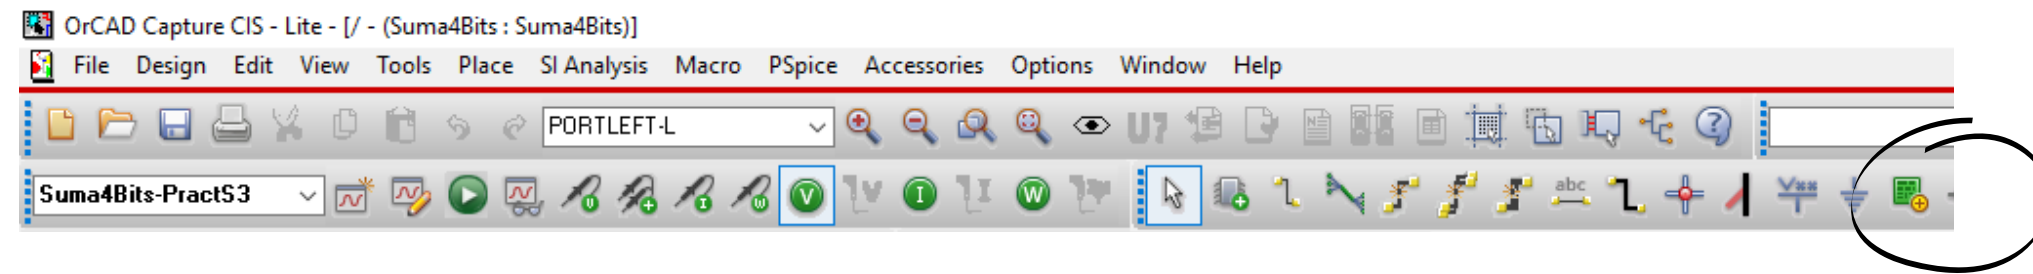 OrCAD Capture CIS - Lite - [/ - (Suma4Bits : Suma4Bits)]
File Design Edit View Tools Place SI Analysis Macro PSpice Accessories Options Window Help
PORTLEFT-L U?
Suma4Bits-PractS3 V V I I W abc